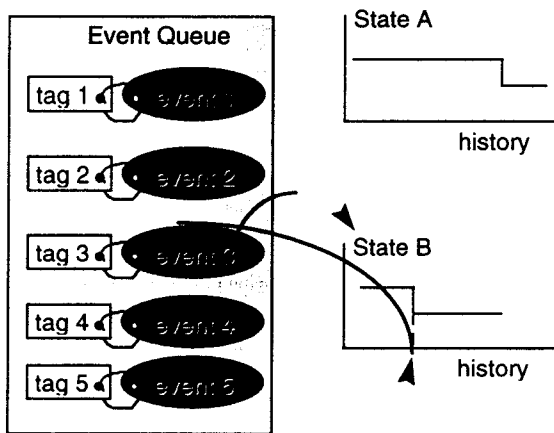 Event Queue
tag 1
event 1
tag 2
event 2
tag 3
event 3
tag 4
event 4
tag 5
event 5
State A
history
State B
history